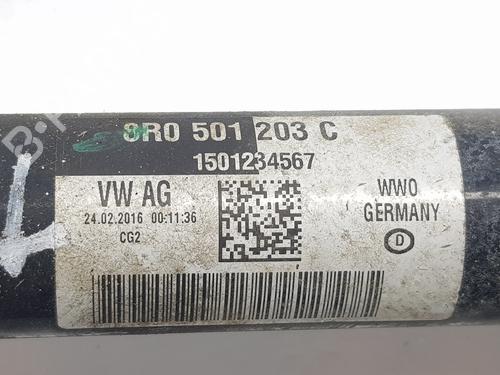 8R0 501 203 C
1501234567
VW AG
24.02.2016 00:11:36
CG2
WWO
GERMANY
D